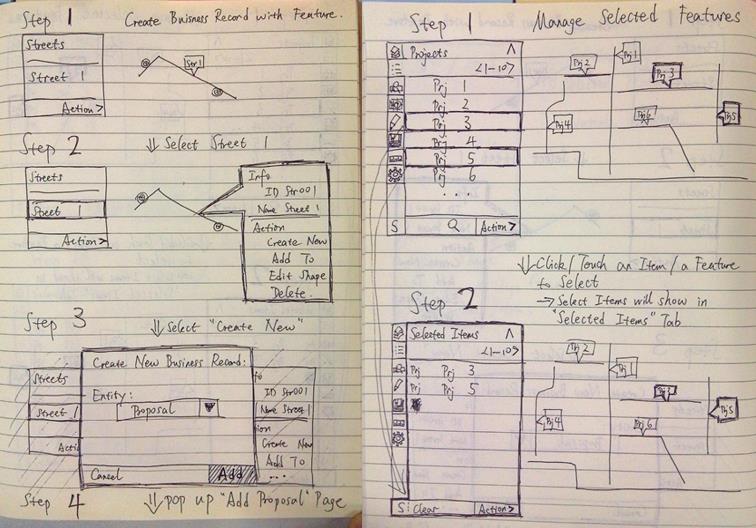 Step 1 Create Buisness Record with Feature.
Streets
Street 1
Action >
Str1
Step 2 ⇓ Select Street 1
Streets
Street 1
Action >
Info
ID Str001
Name Street 1
Action
Create New
Add To
Edit Shape
Delete
Step 3 ⇓ Select "Create New"
Streets
Street 1
Acti
Create New Business Record:
Entity:
Proposal ▼
Cancel Add
fo
ID Str001
Name Street 1
tion
Create New
Add To
...
Step 4 ⇓ pop up "Add Proposal" Page
Step 1 Manage Selected Features
Projects ∧
<1-10>
Prj 1
Prj 2
Prj 3
Prj 4
Prj 5
Prj 6
...
S Q Action >
Prj 2
Prj 1
Prj 3
Prj 4
Prj 6
Prj 5
⇓ Click / Touch an Item / a Feature
to Select
→ Select Items will show in
"Selected Items" Tab
Step 2
Selected Items ∧
<1-10>
Prj Prj 3
Prj Prj 5
S: Clear Action >
Prj 2
Prj 1
Prj 3
Prj 4
Prj 6
Prj 5